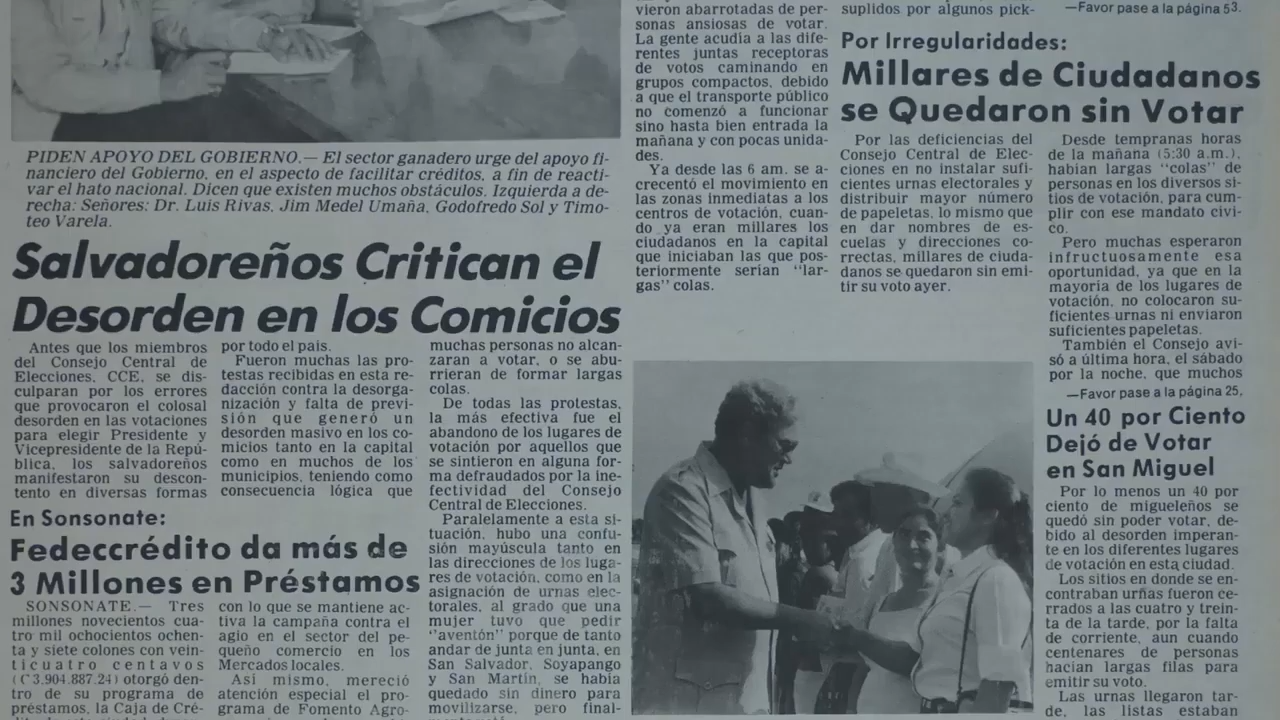 PIDEN APOYO DEL GOBIERNO.— El sector ganadero urge del apoyo fi-
nanciero del Gobierno, en el aspecto de facilitar créditos, a fin de reacti-
var el hato nacional. Dicen que existen muchos obstáculos. Izquierda a de-
recha: Señores: Dr. Luis Rivas, Jim Medel Umaña, Godofredo Sol y Timo-
teo Varela.
Salvadoreños Critican el
Desorden en los Comicios
Antes que los miembros
del Consejo Central de
Elecciones, CCE, se dis-
culparan por los errores
que provocaron el colosal
desorden en las votaciones
para elegir Presidente y
Vicepresidente de la Repú-
blica, los salvadoreños
manifestaron su descon-
tento en diversas formas
por todo el país.
Fueron muchas las pro-
testas recibidas en esta re-
dacción contra la desorga-
nización y falta de previ-
sión que generó un
desorden masivo en los co-
micios tanto en la capital
como en muchos de los
municipios, teniendo como
consecuencia lógica que
muchas personas no alcan-
zaran a votar, o se abu-
rrieran de formar largas
colas.
De todas las protestas,
la más efectiva fue el
abandono de los lugares de
votación por aquellos que
se sintieron en alguna for-
ma defraudados por la ine-
fectividad del Consejo
Central de Elecciones.
Paralelamente a esta si-
tuación, hubo una confu-
sión mayúscula tanto en
las direcciones de los luga-
res de votación, como en la
asignación de urnas elec-
torales, al grado que una
mujer tuvo que pedir
"aventón" porque de tanto
andar de junta en junta, en
San Salvador, Soyapango
y San Martín, se había
quedado sin dinero para
movilizarse, pero final-
En Sonsonate:
Fedeccrédito da más de
3 Millones en Préstamos
SONSONATE.— Tres
millones novecientos cua-
tro mil ochocientos ochen-
ta y siete colones con vein-
ticuatro centavos
(₡3.904.887.24) otorgó den-
tro de su programa de
préstamos, la Caja de Cré-
con lo que se mantiene ac-
tiva la campaña contra el
agio en el sector del pe-
queño comercio en los
Mercados locales.
Así mismo, mereció
atención especial el pro-
grama de Fomento Agro-
vieron abarrotadas de per-
sonas ansiosas de votar.
La gente acudía a las dife-
rentes juntas receptoras
de votos caminando en
grupos compactos, debido
a que el transporte público
no comenzó a funcionar
sino hasta bien entrada la
mañana y con pocas unida-
des.
Ya desde las 6 am. se a-
crecentó el movimiento en
las zonas inmediatas a los
centros de votación, cuan-
do ya eran millares los
ciudadanos en la capital
que iniciaban las que pos-
teriormente serían "lar-
gas" colas.
suplidos por algunos pick-
—Favor pase a la página 53.
Por Irregularidades:
Millares de Ciudadanos
se Quedaron sin Votar
Por las deficiencias del
Consejo Central de Elec-
ciones en no instalar sufi-
cientes urnas electorales y
distribuir mayor número
de papeletas, lo mismo que
en dar nombres de es-
cuelas y direcciones co-
rrectas, millares de ciuda-
danos se quedaron sin emi-
tir su voto ayer.
Desde tempranas horas
de la mañana (5:30 a.m.),
habían largas "colas" de
personas en los diversos si-
tios de votación, para cum-
plir con ese mandato cívi-
co.
Pero muchas esperaron
infructuosamente esa
oportunidad, ya que en la
mayoría de los lugares de
votación, no colocaron su-
ficientes urnas ni enviaron
suficientes papeletas.
También el Consejo avi-
só a última hora, el sábado
por la noche, que muchos
—Favor pase a la página 25,
Un 40 por Ciento
Dejó de Votar
en San Miguel
Por lo menos un 40 por
ciento de migueleños se
quedó sin poder votar, de-
bido al desorden imperan-
te en los diferentes lugares
de votación en esta ciudad.
Los sitios en donde se en-
contraban urñas fueron ce-
rrados a las cuatro y trein-
ta de la tarde, por la falta
de corriente, aun cuando
centenares de personas
hacían largas filas para
emitir su voto.
Las urnas llegaron tar-
de, las listas estaban